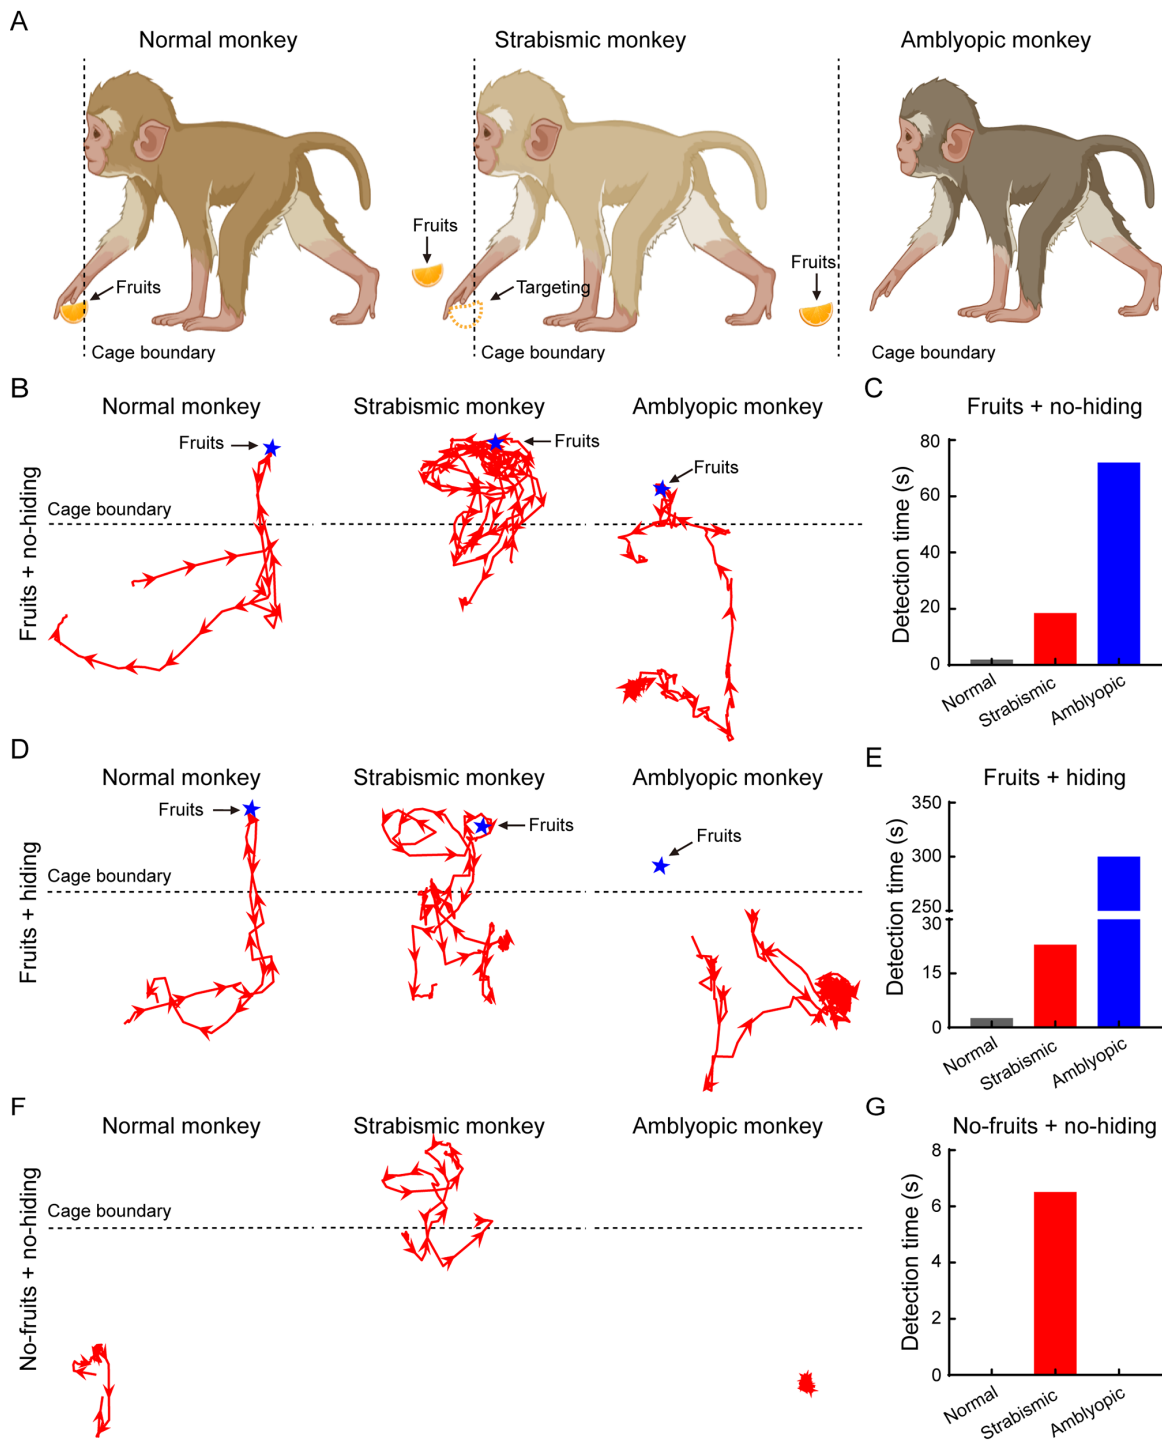 A
Normal monkey
Strabismic monkey
Amblyopic monkey
Fruits
Fruits
Fruits
Targeting
Cage boundary
Cage boundary
Cage boundary
B
Normal monkey
Strabismic monkey
Amblyopic monkey
Fruits
Fruits
Fruits
Cage boundary
Fruits + no-hiding
C
Fruits + no-hiding
Detection time (s)
80
60
40
20
0
Normal
Strabismic
Amblyopic
D
Normal monkey
Strabismic monkey
Amblyopic monkey
Fruits
Fruits
Fruits
Cage boundary
Fruits + hiding
E
Fruits + hiding
Detection time (s)
350
300
250
30
15
0
Normal
Strabismic
Amblyopic
F
Normal monkey
Strabismic monkey
Amblyopic monkey
Cage boundary
No-fruits + no-hiding
G
No-fruits + no-hiding
Detection time (s)
8
6
4
2
0
Normal
Strabismic
Amblyopic